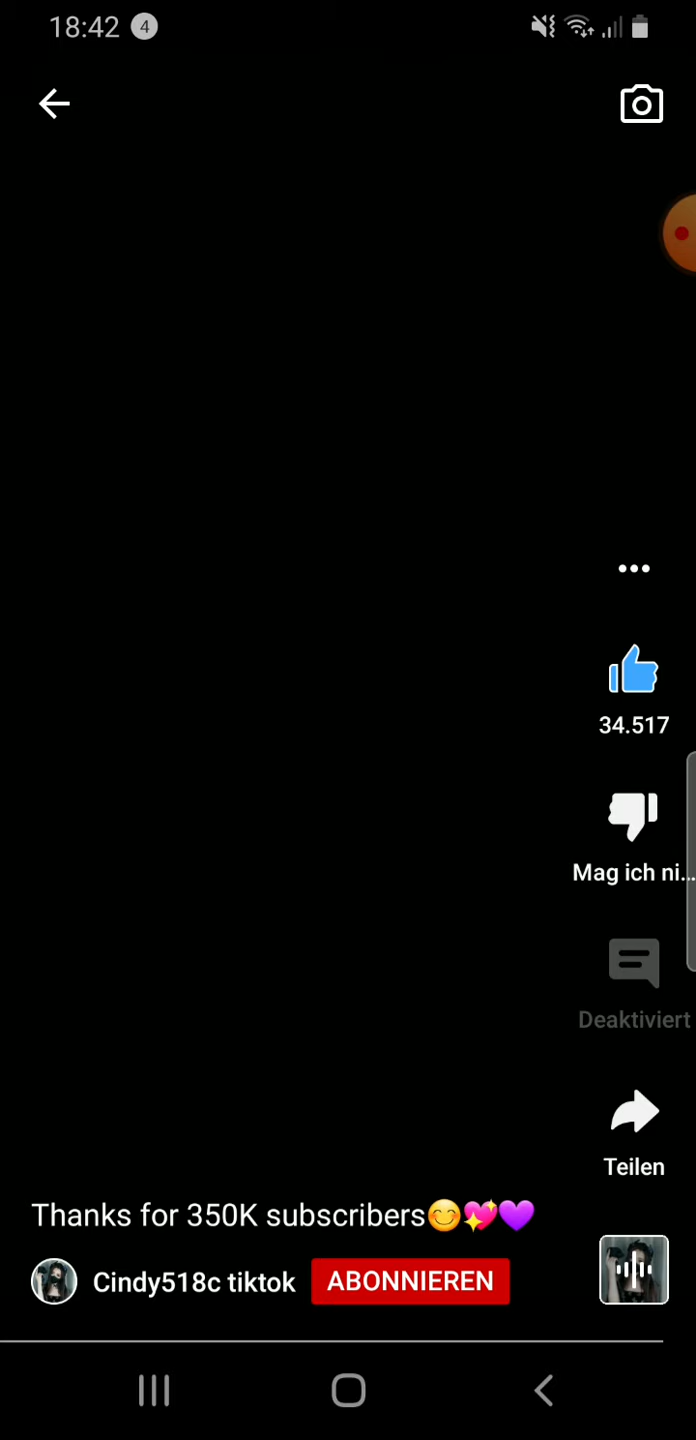 18:42 4
34.517
Mag ich ni...
Deaktiviert
Teilen
Thanks for 350K subscribers😊💖💜
Cindy518c tiktok ABONNIEREN